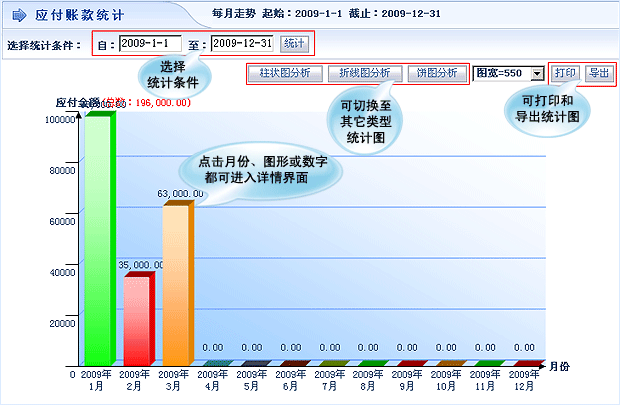 应付账款统计
每月走势 起始：2009-1-1 截止：2009-12-31
选择统计条件： 自：2009-1-1 至：2009-12-31 统计
选择
统计条件
柱状图分析 折线图分析 饼图分析 图宽=550 打印 导出
可切换至
其它类型
统计图
可打印和
导出统计图
应付金额(总数：196,000.00)
点击月份、图形或数字
都可进入详情界面
100000
80000
60000
40000
20000
0
35,000.00
63,000.00
0.00 0.00 0.00 0.00 0.00 0.00 0.00 0.00 0.00
月份
2009年 2009年 2009年 2009年 2009年 2009年 2009年 2009年 2009年 2009年 2009年 2009年
1月 2月 3月 4月 5月 6月 7月 8月 9月 10月 11月 12月